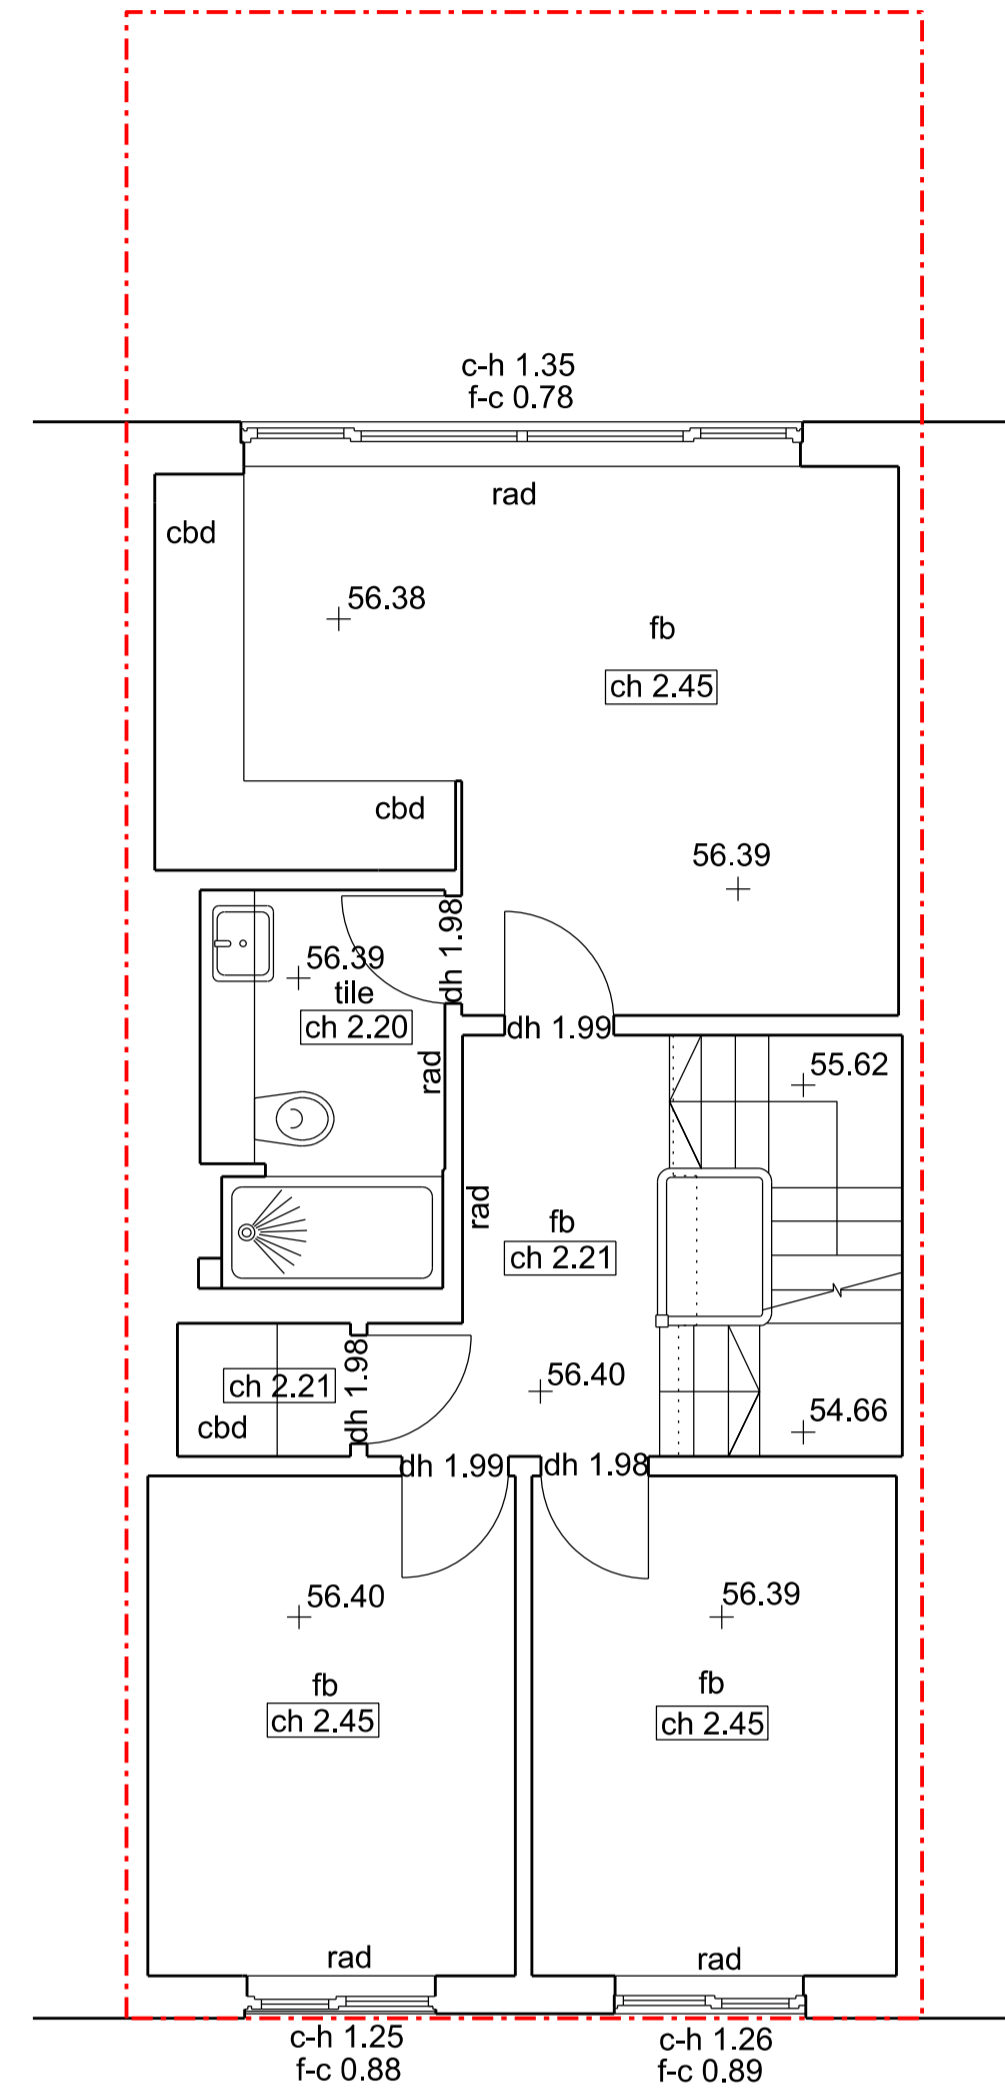 c-h 1.35
f-c 0.78
rad
cbd
56.38
fb
ch 2.45
cbd
56.39
dh 1.98
56.39
tile
ch 2.20
dh 1.99
rad
55.62
rad
fb
ch 2.21
dh 1.98
ch 2.21
56.40
cbd
54.66
dh 1.99
dh 1.98
56.40
56.39
fb
ch 2.45
fb
ch 2.45
rad
rad
c-h 1.25
f-c 0.88
c-h 1.26
f-c 0.89